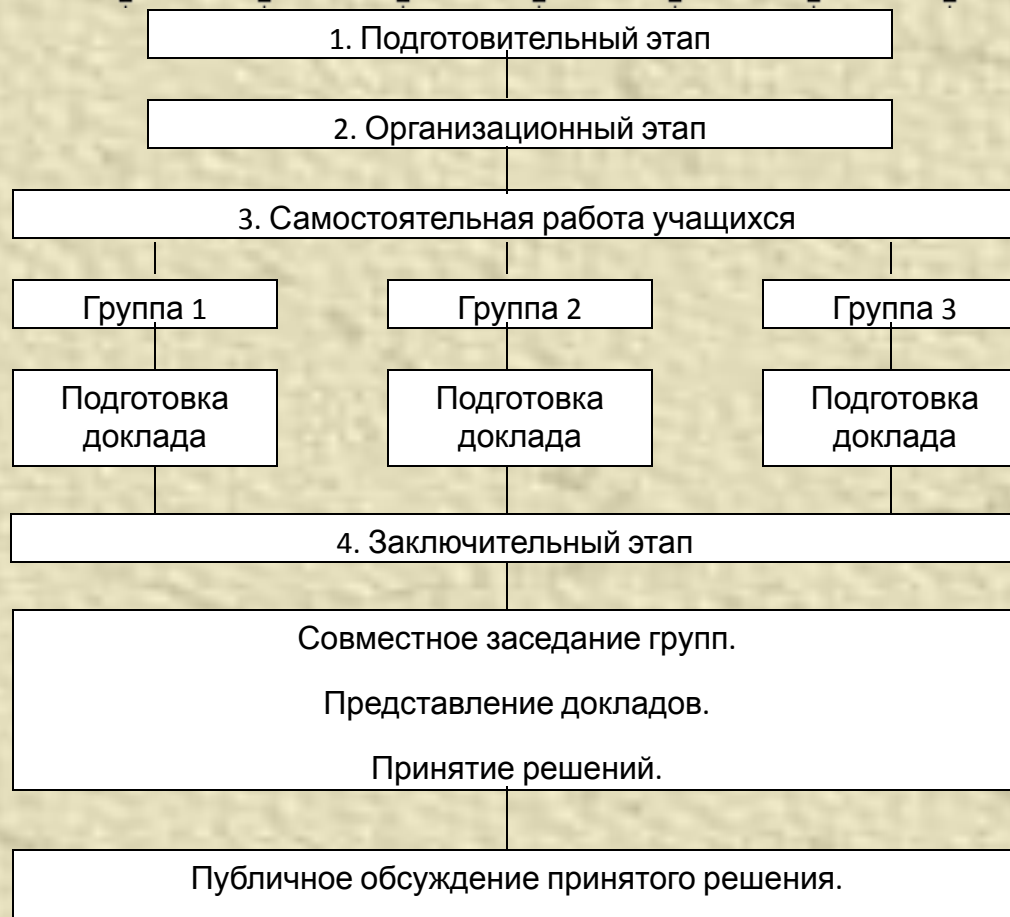 1. Подготовительный этап
2. Организационный этап
3. Самостоятельная работа учащихся
Группа 1
Группа 2
Группа 3
Подготовка
доклада
Подготовка
доклада
Подготовка
доклада
4. Заключительный этап
Совместное заседание групп.
Представление докладов.
Принятие решений.
Публичное обсуждение принятого решения.